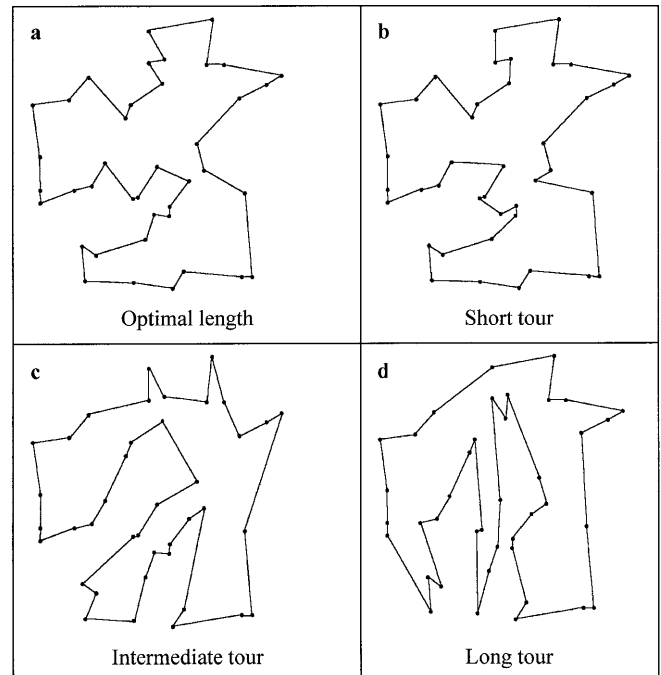 a
Optimal length
b
Short tour
c
Intermediate tour
d
Long tour